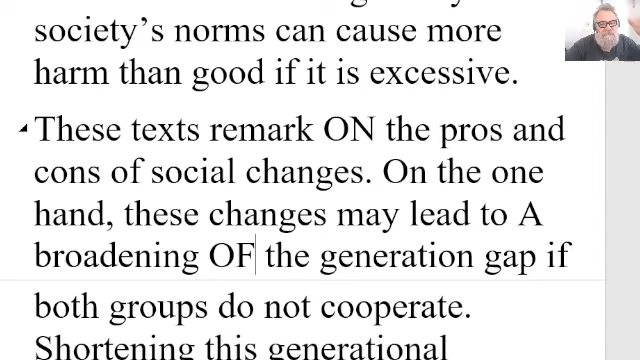 society's norms can cause more
harm than good if it is excessive.
These texts remark ON the pros and
cons of social changes. On the one
hand, these changes may lead to A
broadening OF the generation gap if
both groups do not cooperate.
Shortening this generational